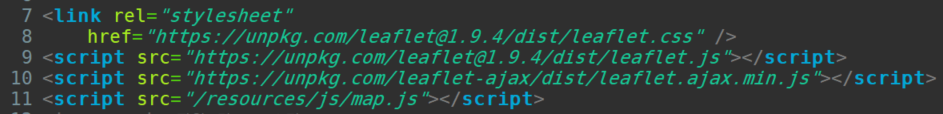 7 <link rel="stylesheet"
8     href="https://unpkg.com/leaflet@1.9.4/dist/leaflet.css" />
9 <script src="https://unpkg.com/leaflet@1.9.4/dist/leaflet.js"></script>
10 <script src="https://unpkg.com/leaflet-ajax/dist/leaflet.ajax.min.js"></script>
11 <script src="/resources/js/map.js"></script>